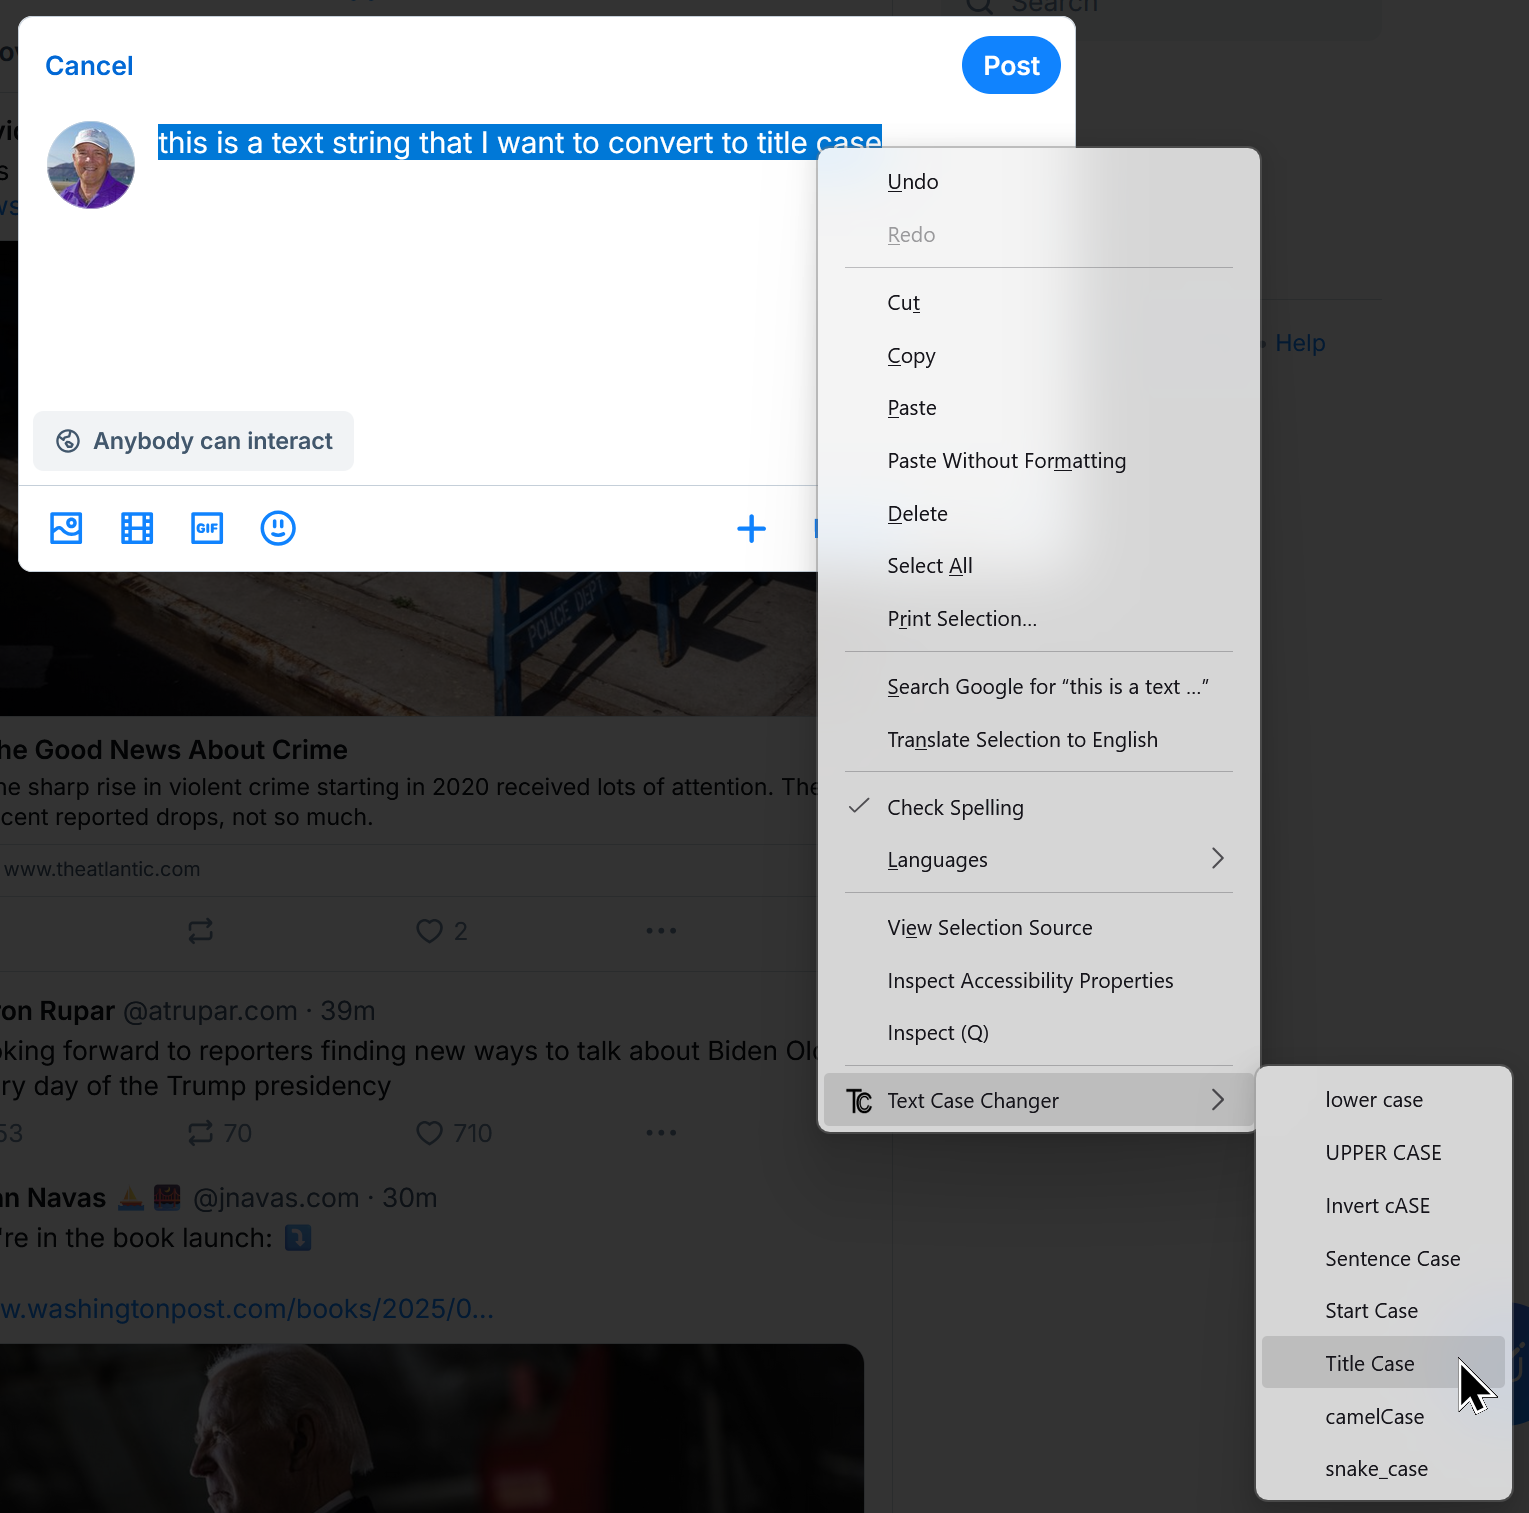 Search
Cancel
Post
this is a text string that I want to convert to title case
Anybody can interact
GIF
Undo
Redo
Cut
Copy
Paste
Paste Without Formatting
Delete
Select All
Print Selection...
Search Google for “this is a text ...”
Translate Selection to English
Check Spelling
Languages
View Selection Source
Inspect Accessibility Properties
Inspect (Q)
Text Case Changer
lower case
UPPER CASE
Invert cASE
Sentence Case
Start Case
Title Case
camelCase
snake_case
• Help
POLICE DEPT
he Good News About Crime
he sharp rise in violent crime starting in 2020 received lots of attention. The
cent reported drops, not so much.
www.theatlantic.com
2
on Rupar @atrupar.com · 39m
king forward to reporters finding new ways to talk about Biden Old
ry day of the Trump presidency
53
70
710
n Navas @jnavas.com · 30m
're in the book launch:
w.washingtonpost.com/books/2025/0...